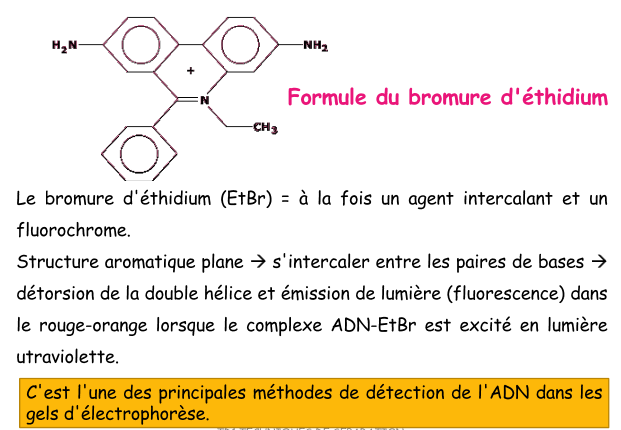 H₂N
NH₂
+
N
CH₃
Formule du bromure d'éthidium
Le bromure d'éthidium (EtBr) = à la fois un agent intercalant et un
fluorochrome.
Structure aromatique plane → s'intercaler entre les paires de bases →
détorsion de la double hélice et émission de lumière (fluorescence) dans
le rouge-orange lorsque le complexe ADN-EtBr est excité en lumière
utraviolette.
C'est l'une des principales méthodes de détection de l'ADN dans les
gels d'électrophorèse.